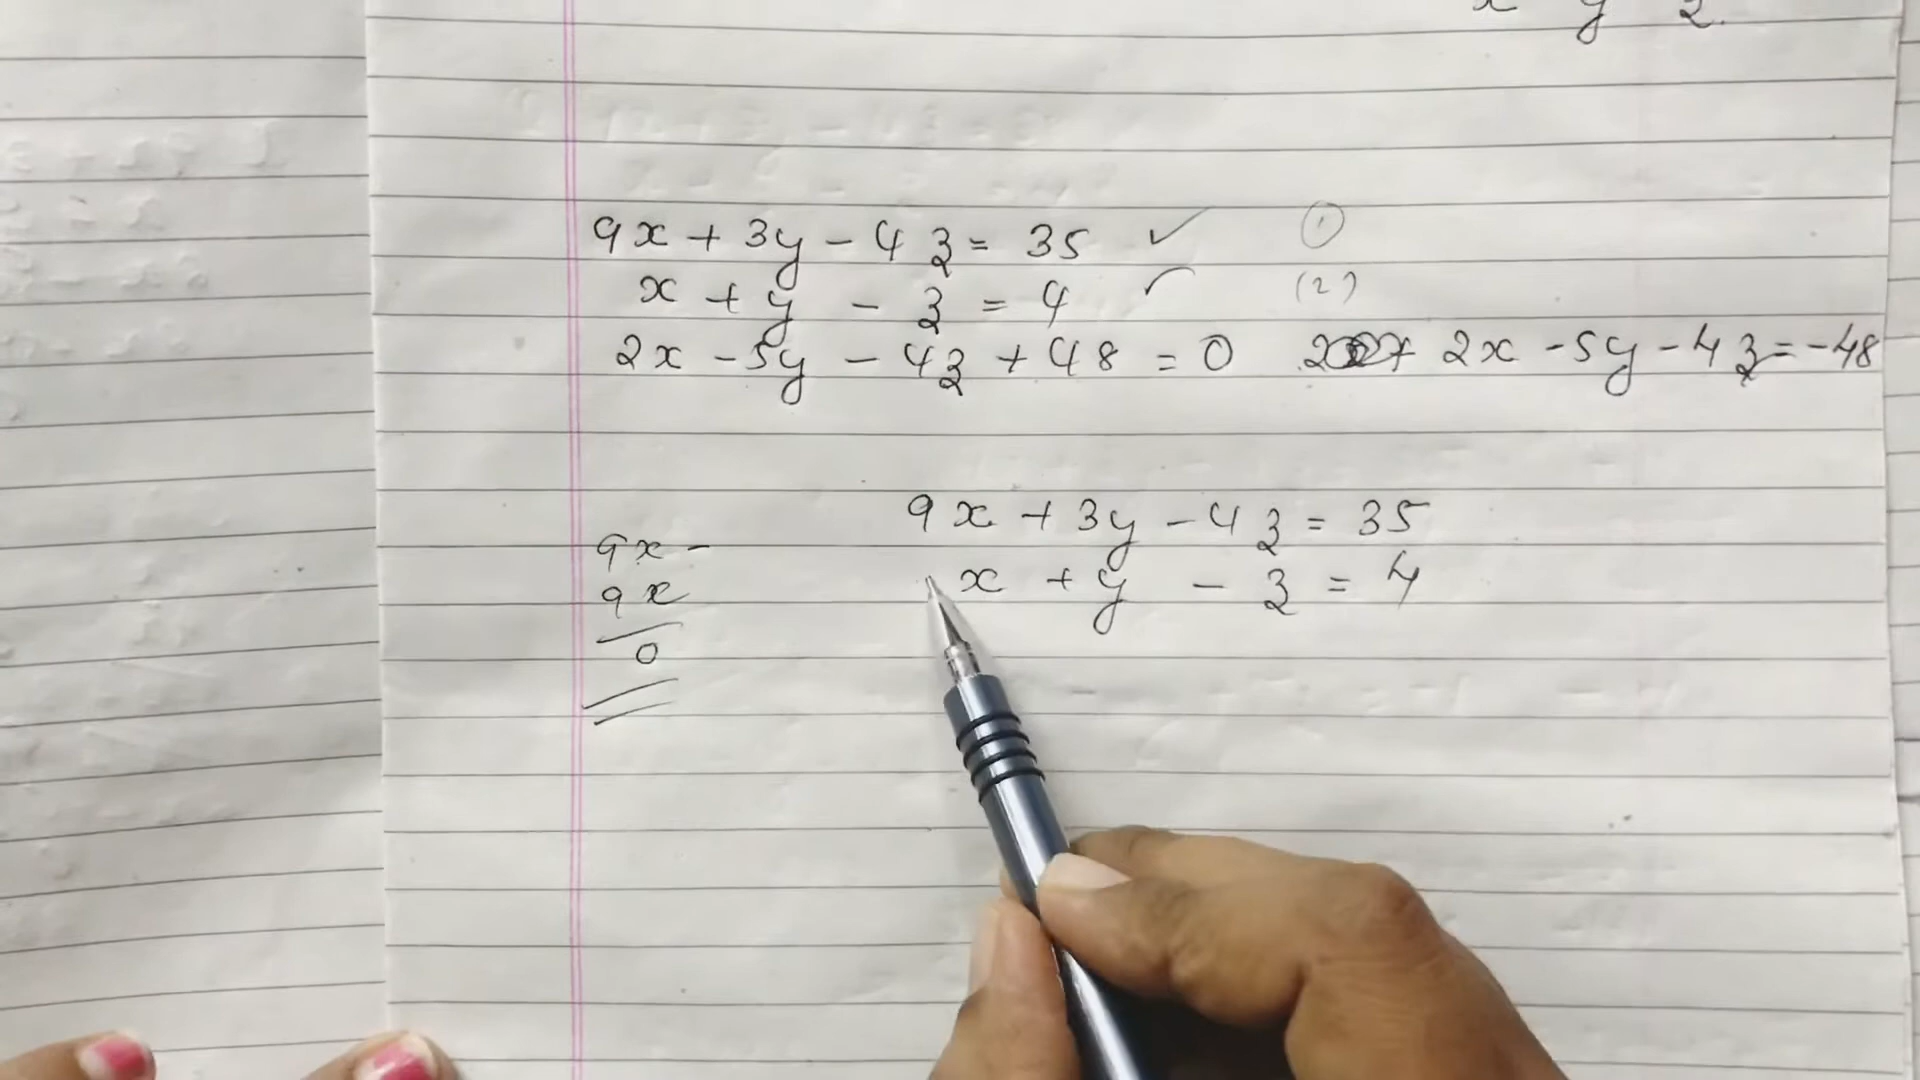 x y z
9x + 3y - 4z = 35 ✓ ①
x + y - z = 4 ✓ (2)
2x - 5y - 4z + 48 = 0 2x - 5y - 4z = -48
9x + 3y - 4z = 35
x + y - z = 4
9x -
9x
0